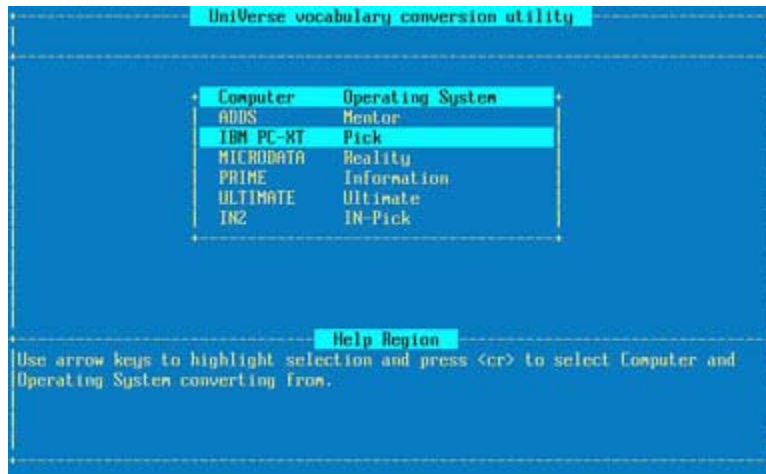 UniVerse vocabulary conversion utility
Computer Operating System
ADDS Mentor
IBM PC-XT Pick
MICRODATA Reality
PRIME Information
ULTIMATE Ultimate
IN2 IN-Pick
Help Region
Use arrow keys to highlight selection and press <cr> to select Computer and
Operating System converting from.